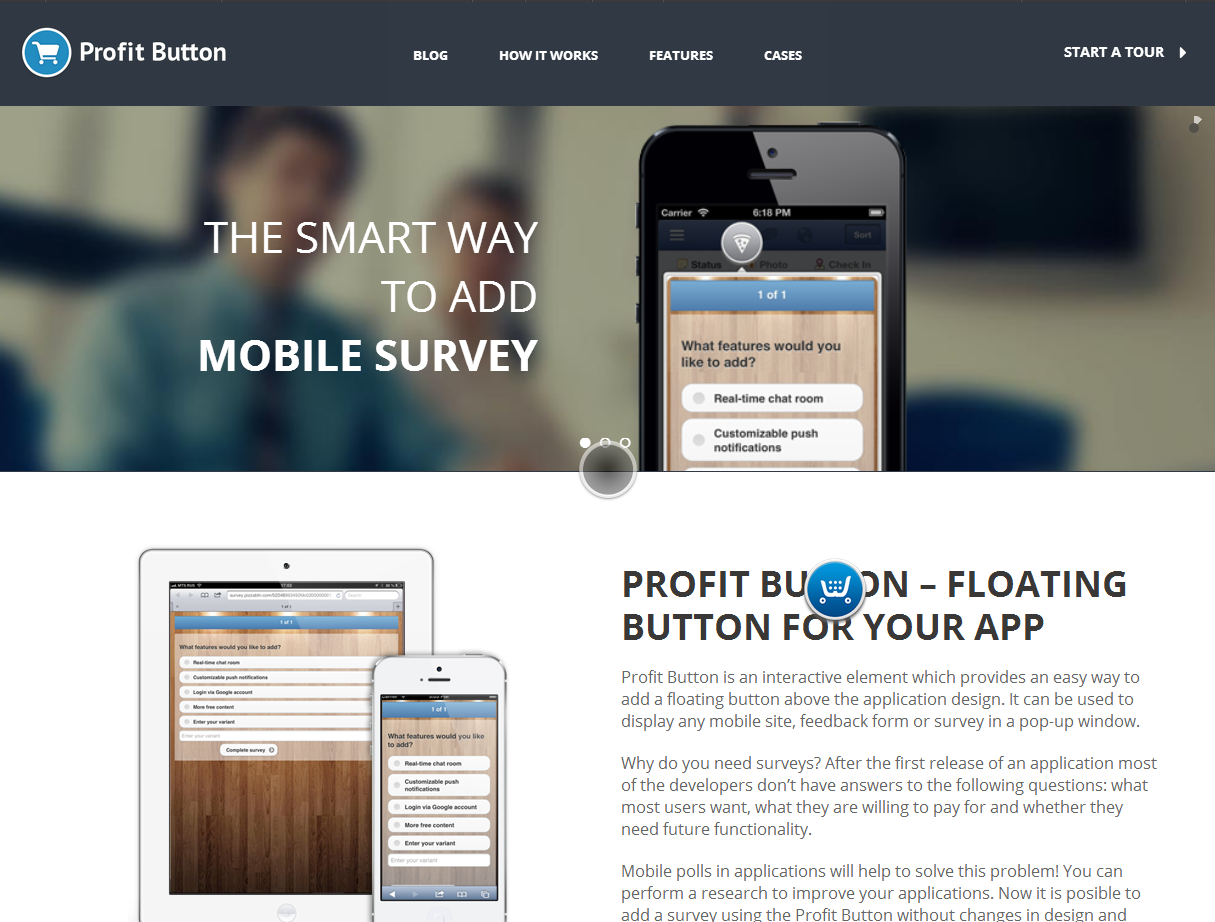 Profit Button
BLOG
HOW IT WORKS
FEATURES
CASES
START A TOUR
THE SMART WAY
TO ADD
MOBILE SURVEY
Carrier
6:18 PM
Sort
Status
Photo
Check In
1 of 1
What features would you
like to add?
Real-time chat room
Customizable push
notifications
1 of 1
1 of 1
What features would you like to add?
Real-time chat room
Customizable push notifications
Login via Google account
More free content
Enter your variant
Enter your variant
Complete survey
1 of 1
What features would you like
to add?
Real-time chat room
Customizable push
notifications
Login via Google account
More free content
Enter your variant
Enter your variant
PROFIT BU ON – FLOATING
BUTTON FOR YOUR APP
Profit Button is an interactive element which provides an easy way to
add a floating button above the application design. It can be used to
display any mobile site, feedback form or survey in a pop-up window.
Why do you need surveys? After the first release of an application most
of the developers don’t have answers to the following questions: what
most users want, what they are willing to pay for and whether they
need future functionality.
Mobile polls in applications will help to solve this problem! You can
perform a research to improve your applications. Now it is posible to
add a survey using the Profit Button without changes in design and